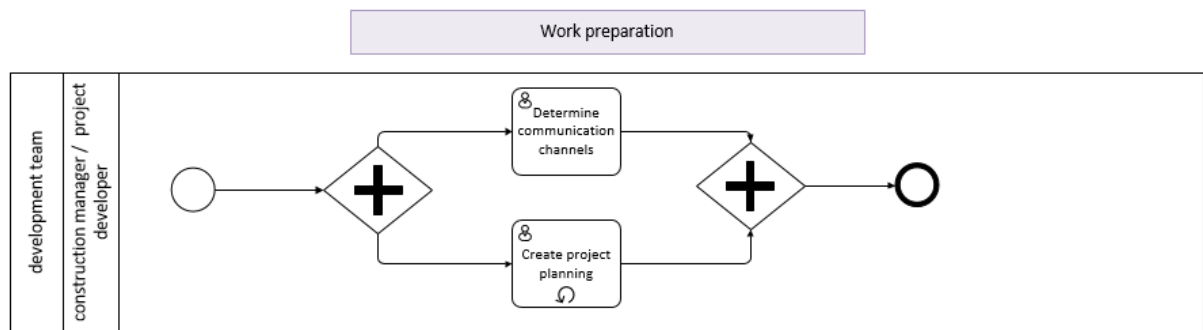 Work preparation
development team
construction manager / project
developer
Determine
communication
channels
Create project
planning